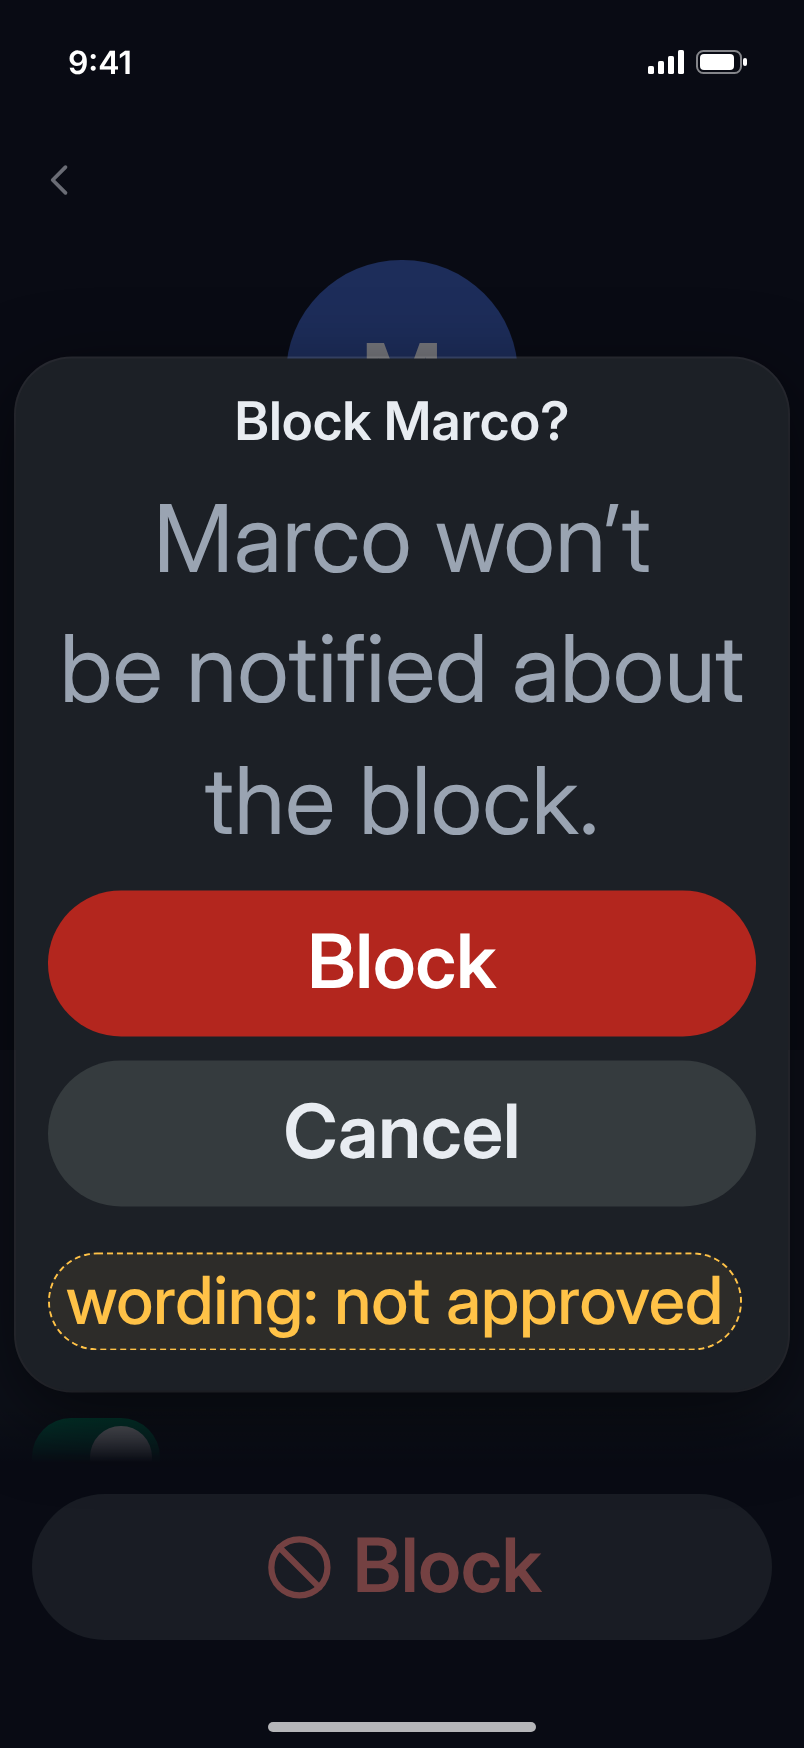 9:41
M
Block Marco?
Marco won’t
be notified about
the block.
Block
Cancel
wording: not approved
Block